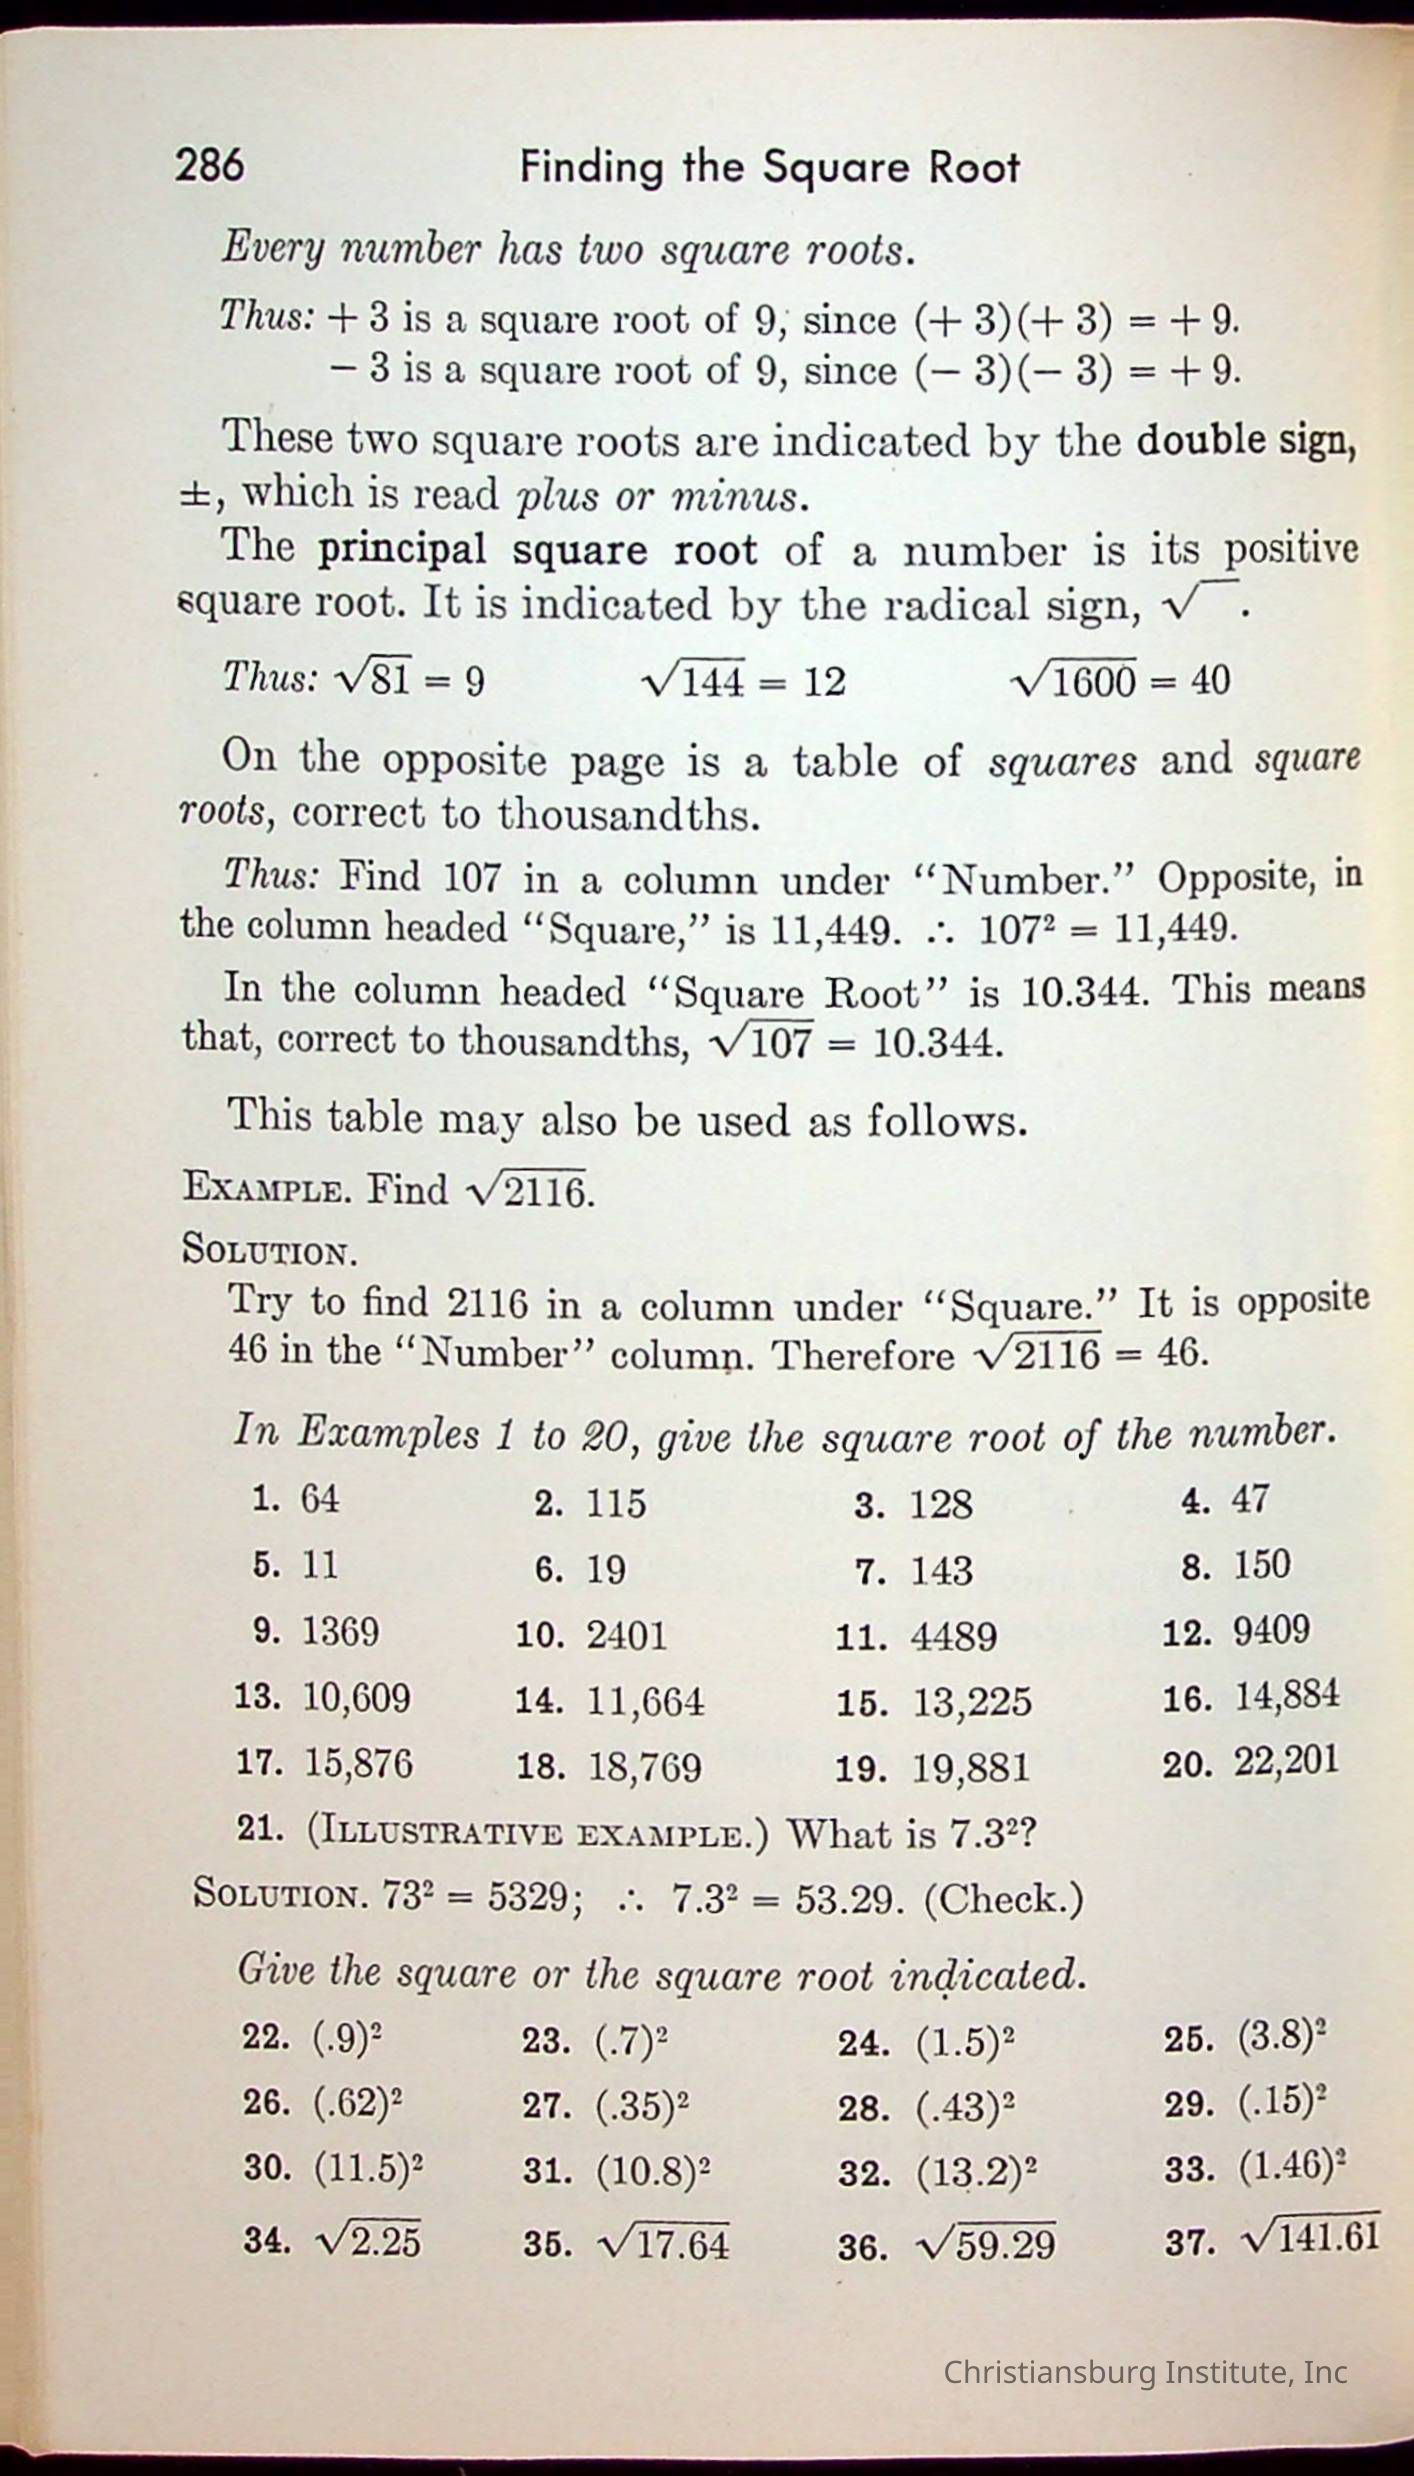 286 Finding the Square Root
Every number has two square roots.
Thus: + 3 is a square root of 9, since (+ 3)(+ 3) = + 9.
− 3 is a square root of 9, since (− 3)(− 3) = + 9.
These two square roots are indicated by the double sign,
±, which is read plus or minus.
The principal square root of a number is its positive
square root. It is indicated by the radical sign, √ .
Thus: √81 = 9 √144 = 12 √1600 = 40
On the opposite page is a table of squares and square
roots, correct to thousandths.
Thus: Find 107 in a column under “Number.” Opposite, in
the column headed “Square,” is 11,449. ∴ 107² = 11,449.
In the column headed “Square Root” is 10.344. This means
that, correct to thousandths, √107 = 10.344.
This table may also be used as follows.
EXAMPLE. Find √2116.
SOLUTION.
Try to find 2116 in a column under “Square.” It is opposite
46 in the “Number” column. Therefore √2116 = 46.
In Examples 1 to 20, give the square root of the number.
1. 64 2. 115 3. 128 4. 47
5. 11 6. 19 7. 143 8. 150
9. 1369 10. 2401 11. 4489 12. 9409
13. 10,609 14. 11,664 15. 13,225 16. 14,884
17. 15,876 18. 18,769 19. 19,881 20. 22,201
21. (ILLUSTRATIVE EXAMPLE.) What is 7.3²?
SOLUTION. 73² = 5329; ∴ 7.3² = 53.29. (Check.)
Give the square or the square root indicated.
22. (.9)² 23. (.7)² 24. (1.5)² 25. (3.8)²
26. (.62)² 27. (.35)² 28. (.43)² 29. (.15)²
30. (11.5)² 31. (10.8)² 32. (13.2)² 33. (1.46)²
34. √2.25 35. √17.64 36. √59.29 37. √141.61
Christiansburg Institute, Inc